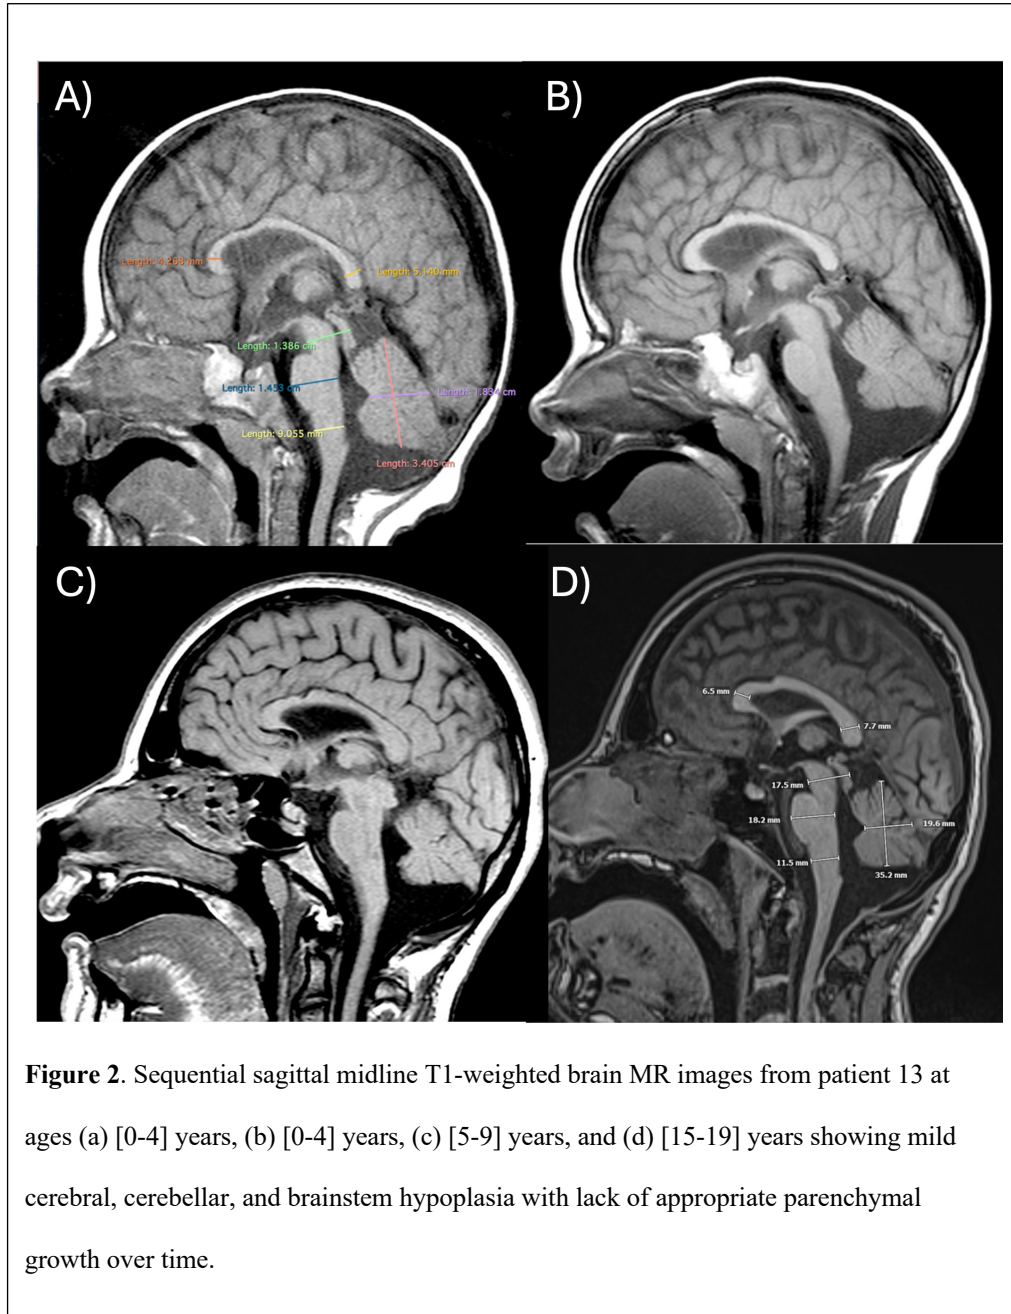 A)
B)
Length: 4.268 mm
Length: 5.140 mm
Length: 1.386 cm
Length: 1.453 cm
Length: 1.834 cm
Length: 9.055 mm
Length: 3.405 cm
C)
D)
6.5 mm
7.7 mm
17.5 mm
18.2 mm
19.6 mm
11.5 mm
35.2 mm
Figure 2. Sequential sagittal midline T1-weighted brain MR images from patient 13 at
ages (a) [0-4] years, (b) [0-4] years, (c) [5-9] years, and (d) [15-19] years showing mild
cerebral, cerebellar, and brainstem hypoplasia with lack of appropriate parenchymal
growth over time.